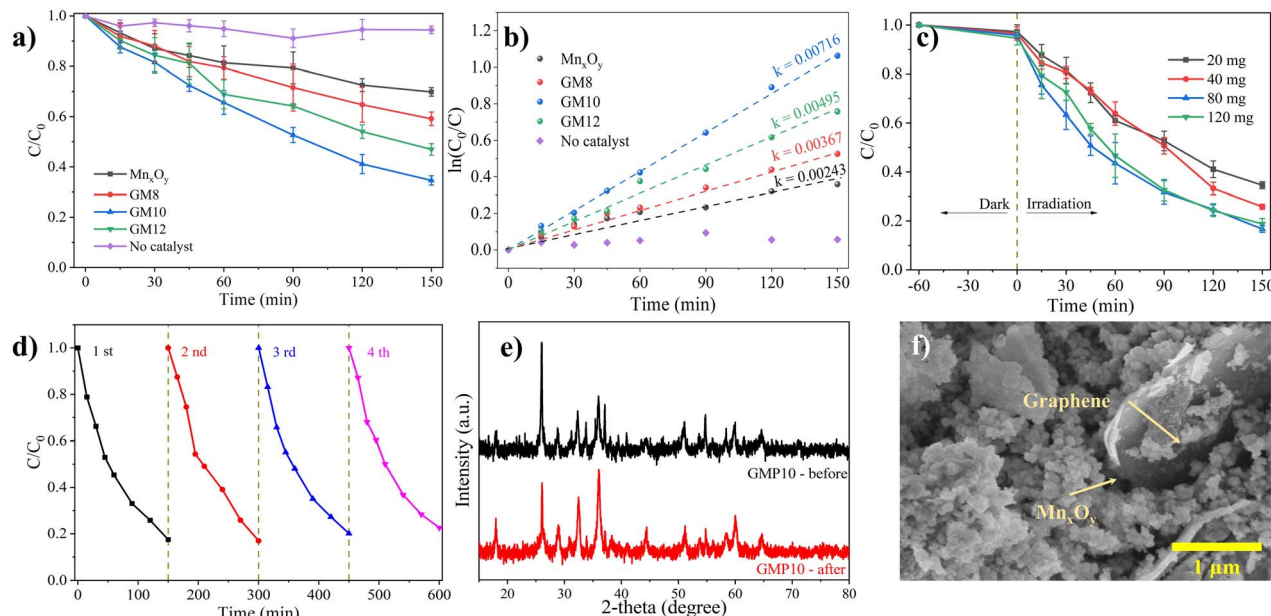 a)
C/C₀
1.0
0.8
0.6
0.4
0.2
0.0
MnₓOᵧ
GM8
GM10
GM12
No catalyst
0 30 60 90 120 150
Time (min)
b)
ln(C₀/C)
1.2
1.0
0.8
0.6
0.4
0.2
0.0
MnₓOᵧ
GM8
GM10
GM12
No catalyst
k = 0.00716
k = 0.00495
k = 0.00367
k = 0.00243
0 30 60 90 120 150
Time (min)
c)
C/C₀
1.0
0.8
0.6
0.4
0.2
0.0
20 mg
40 mg
80 mg
120 mg
Dark
Irradiation
-60 -30 0 30 60 90 120 150
Time (min)
d)
C/C₀
1.0
0.8
0.6
0.4
0.2
0.0
1 st
2 nd
3 rd
4 th
0 100 200 300 400 500 600
Time (min)
e)
Intensity (a.u.)
GMP10 - before
GMP10 - after
20 30 40 50 60 70 80
2-theta (degree)
f)
Graphene
MnₓOᵧ
1 µm